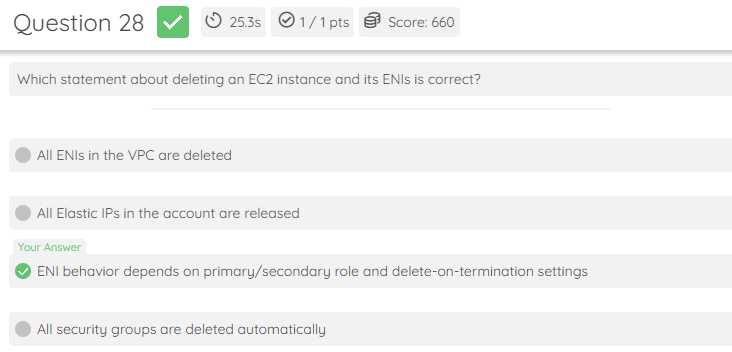 Question 28 25.3s 1 / 1 pts Score: 660
Which statement about deleting an EC2 instance and its ENIs is correct?
All ENIs in the VPC are deleted
All Elastic IPs in the account are released
Your Answer
ENI behavior depends on primary/secondary role and delete-on-termination settings
All security groups are deleted automatically